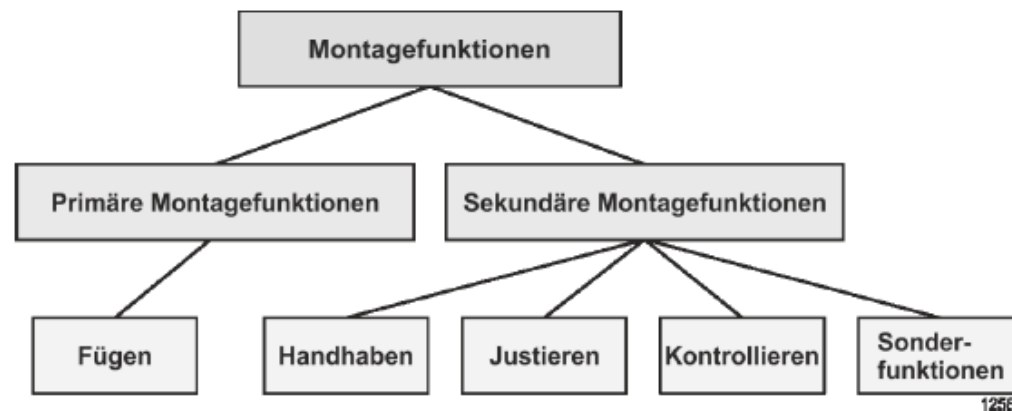 Montagefunktionen
Primäre Montagefunktionen
Sekundäre Montagefunktionen
Fügen
Handhaben
Justieren
Kontrollieren
Sonder-
funktionen